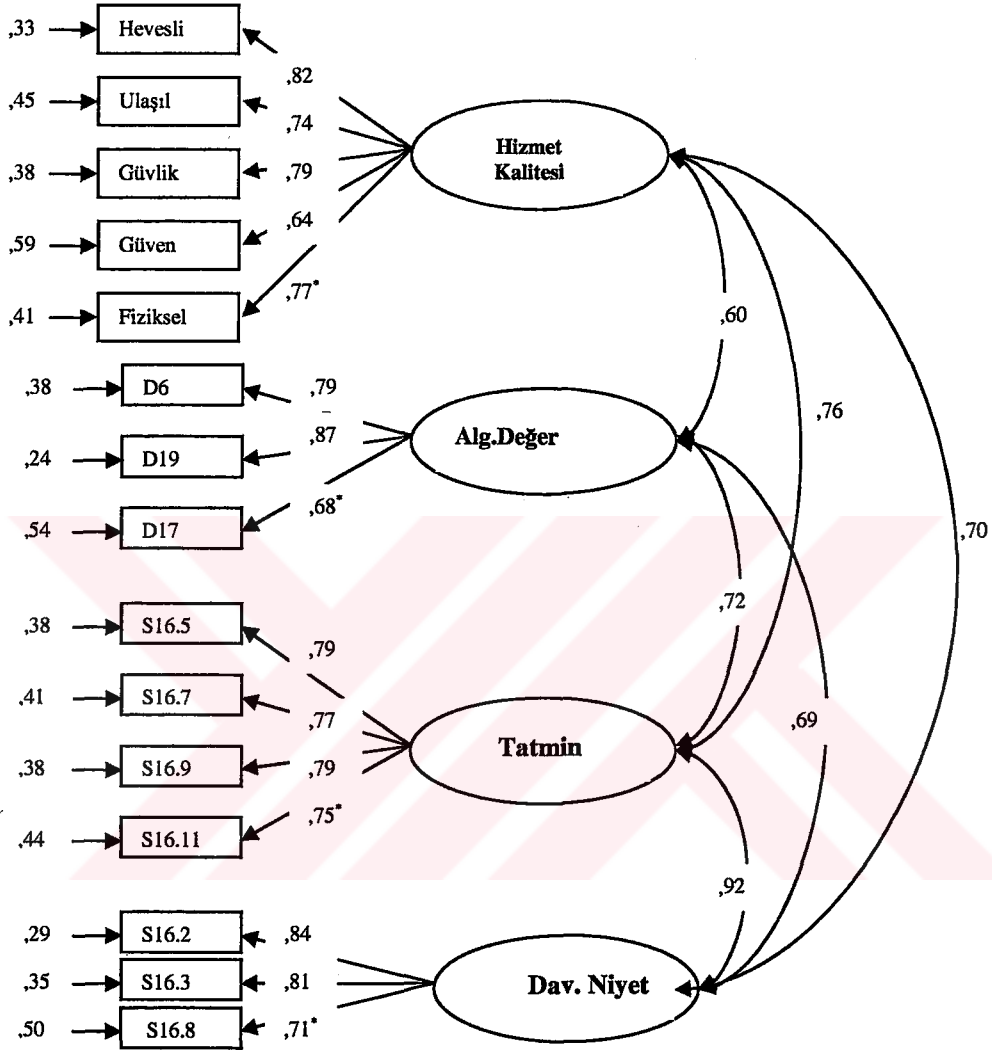 ,33 Hevesli ,82
,45 Ulaşıl ,74
,38 Güvlik ,79
,59 Güven ,64
,41 Fiziksel ,77*
Hizmet
Kalitesi
,60
,76
,70
,38 D6 ,79
,24 D19 ,87
,54 D17 ,68*
Alg.Değer
,72
,69
,38 S16.5 ,79
,41 S16.7 ,77
,38 S16.9 ,79
,44 S16.11 ,75*
Tatmin
,92
,29 S16.2 ,84
,35 S16.3 ,81
,50 S16.8 ,71*
Dav. Niyet